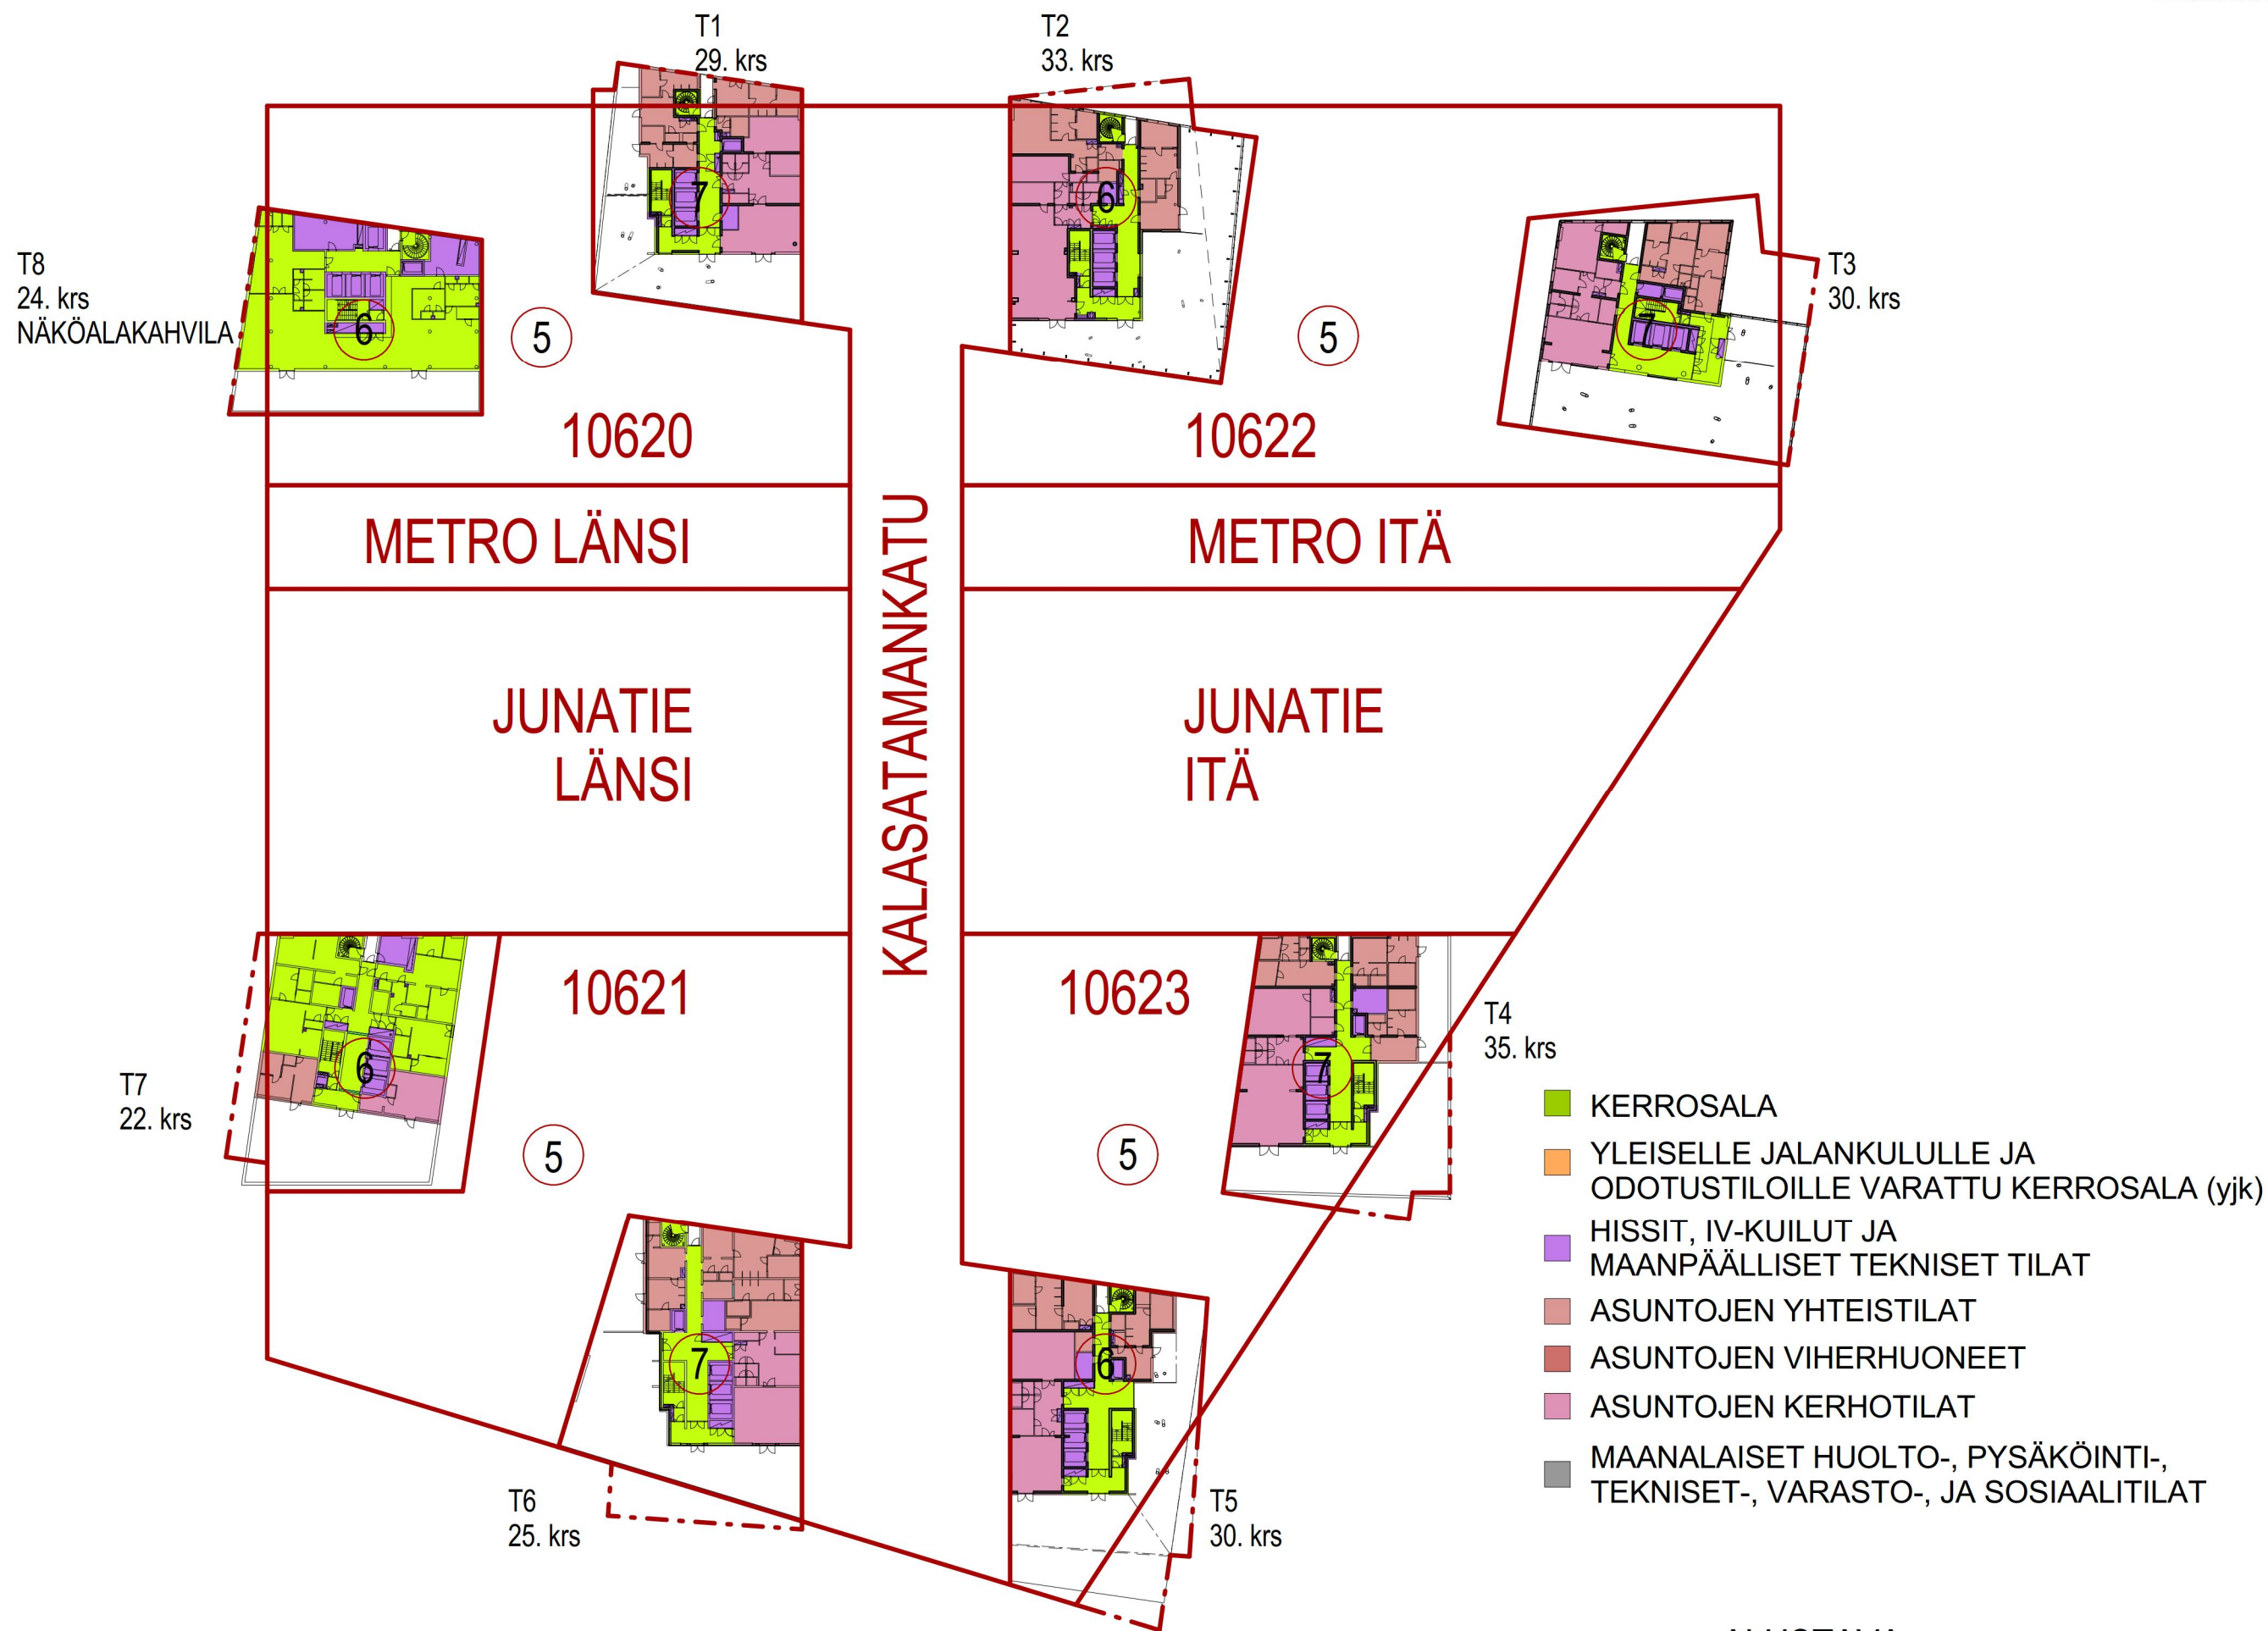 T1
29. krs
T2
33. krs
T8
24. krs
NÄKÖALAKAHVILA
7
6
T3
30. krs
6
5
5
7
10620
10622
METRO LÄNSI
METRO ITÄ
KALASATAMANKATU
JUNATIE
LÄNSI
JUNATIE
ITÄ
10621
10623
T4
35. krs
6
7
T7
22. krs
5
5
7
6
T6
25. krs
T5
30. krs
KERROSALA
YLEISELLE JALANKULULLE JA
ODOTUSTILOILLE VARATTU KERROSALA (yjk)
HISSIT, IV-KUILUT JA
MAANPÄÄLLISET TEKNISET TILAT
ASUNTOJEN YHTEISTILAT
ASUNTOJEN VIHERHUONEET
ASUNTOJEN KERHOTILAT
MAANALAISET HUOLTO-, PYSÄKÖINTI-,
TEKNISET-, VARASTO-, JA SOSIAALITILAT